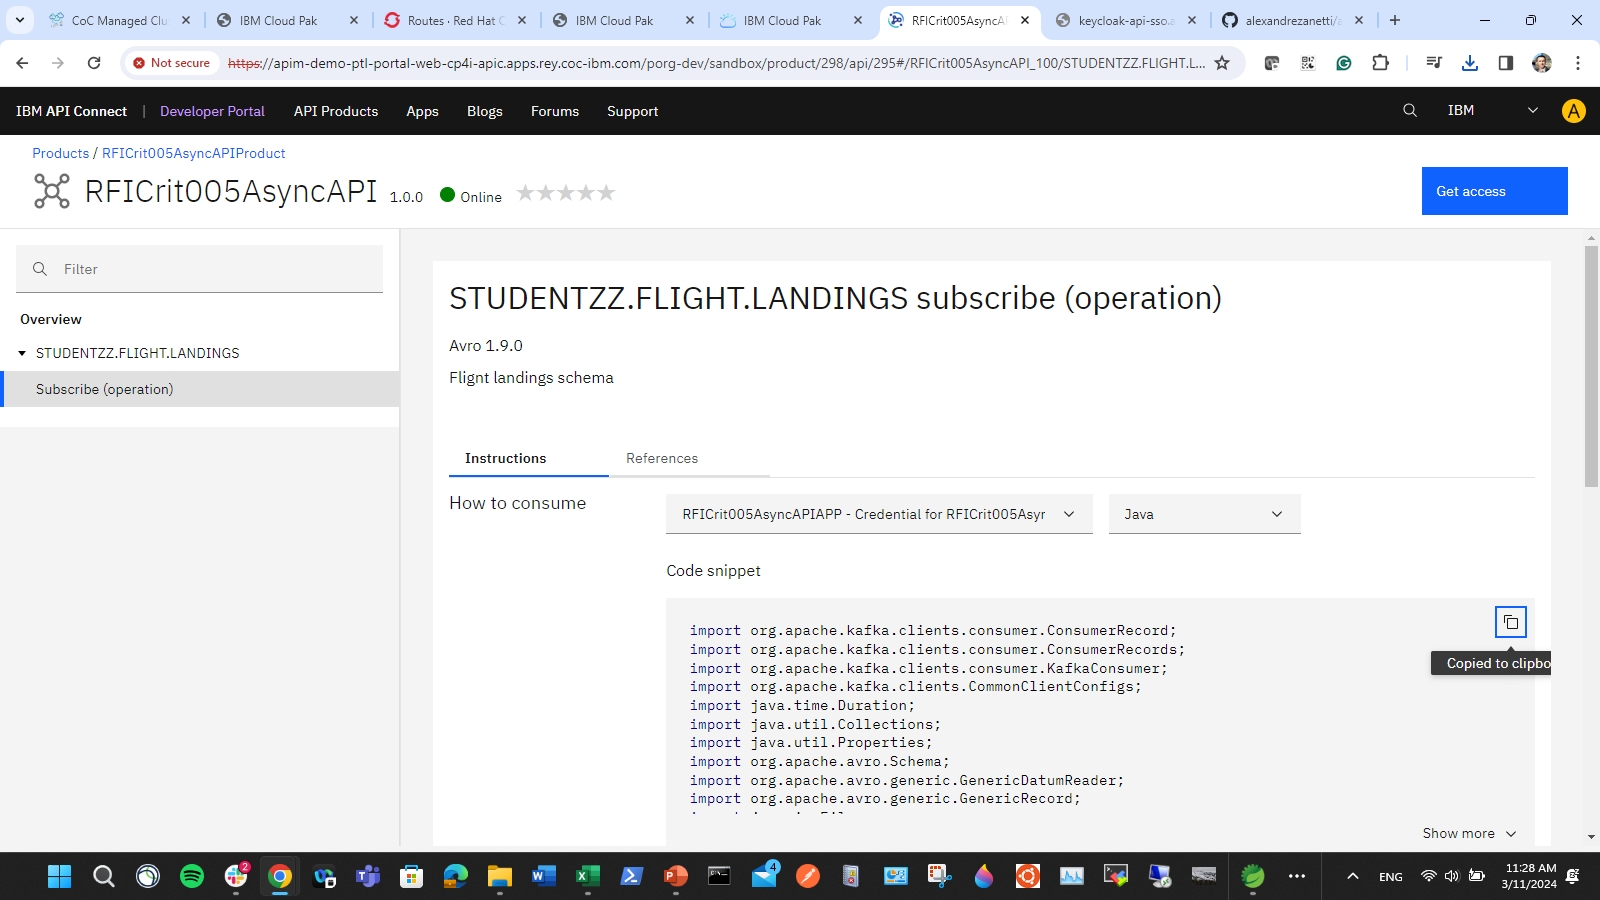 CoC Managed Clu
IBM Cloud Pak
Routes · Red Hat C
IBM Cloud Pak
IBM Cloud Pak
RFICrit005AsyncA
keycloak-api-sso.a
alexandrezanetti/a
Not secure
https://apim-demo-ptl-portal-web-cp4i-apic.apps.rey.coc-ibm.com/porg-dev/sandbox/product/298/api/295#/RFICrit005AsyncAPI_100/STUDENTZZ.FLIGHT.L...
IBM API Connect | Developer Portal API Products Apps Blogs Forums Support IBM A
Products / RFICrit005AsyncAPIProduct
RFICrit005AsyncAPI 1.0.0 Online
Get access
Filter
Overview
STUDENTZZ.FLIGHT.LANDINGS
Subscribe (operation)
STUDENTZZ.FLIGHT.LANDINGS subscribe (operation)
Avro 1.9.0
Flignt landings schema
Instructions References
How to consume
RFICrit005AsyncAPIAPP - Credential for RFICrit005Asyr
Java
Code snippet
import org.apache.kafka.clients.consumer.ConsumerRecord;
import org.apache.kafka.clients.consumer.ConsumerRecords;
import org.apache.kafka.clients.consumer.KafkaConsumer;
import org.apache.kafka.clients.CommonClientConfigs;
import java.time.Duration;
import java.util.Collections;
import java.util.Properties;
import org.apache.avro.Schema;
import org.apache.avro.generic.GenericDatumReader;
import org.apache.avro.generic.GenericRecord;
Copied to clipbo
Show more
2
4
ENG
11:28 AM
3/11/2024